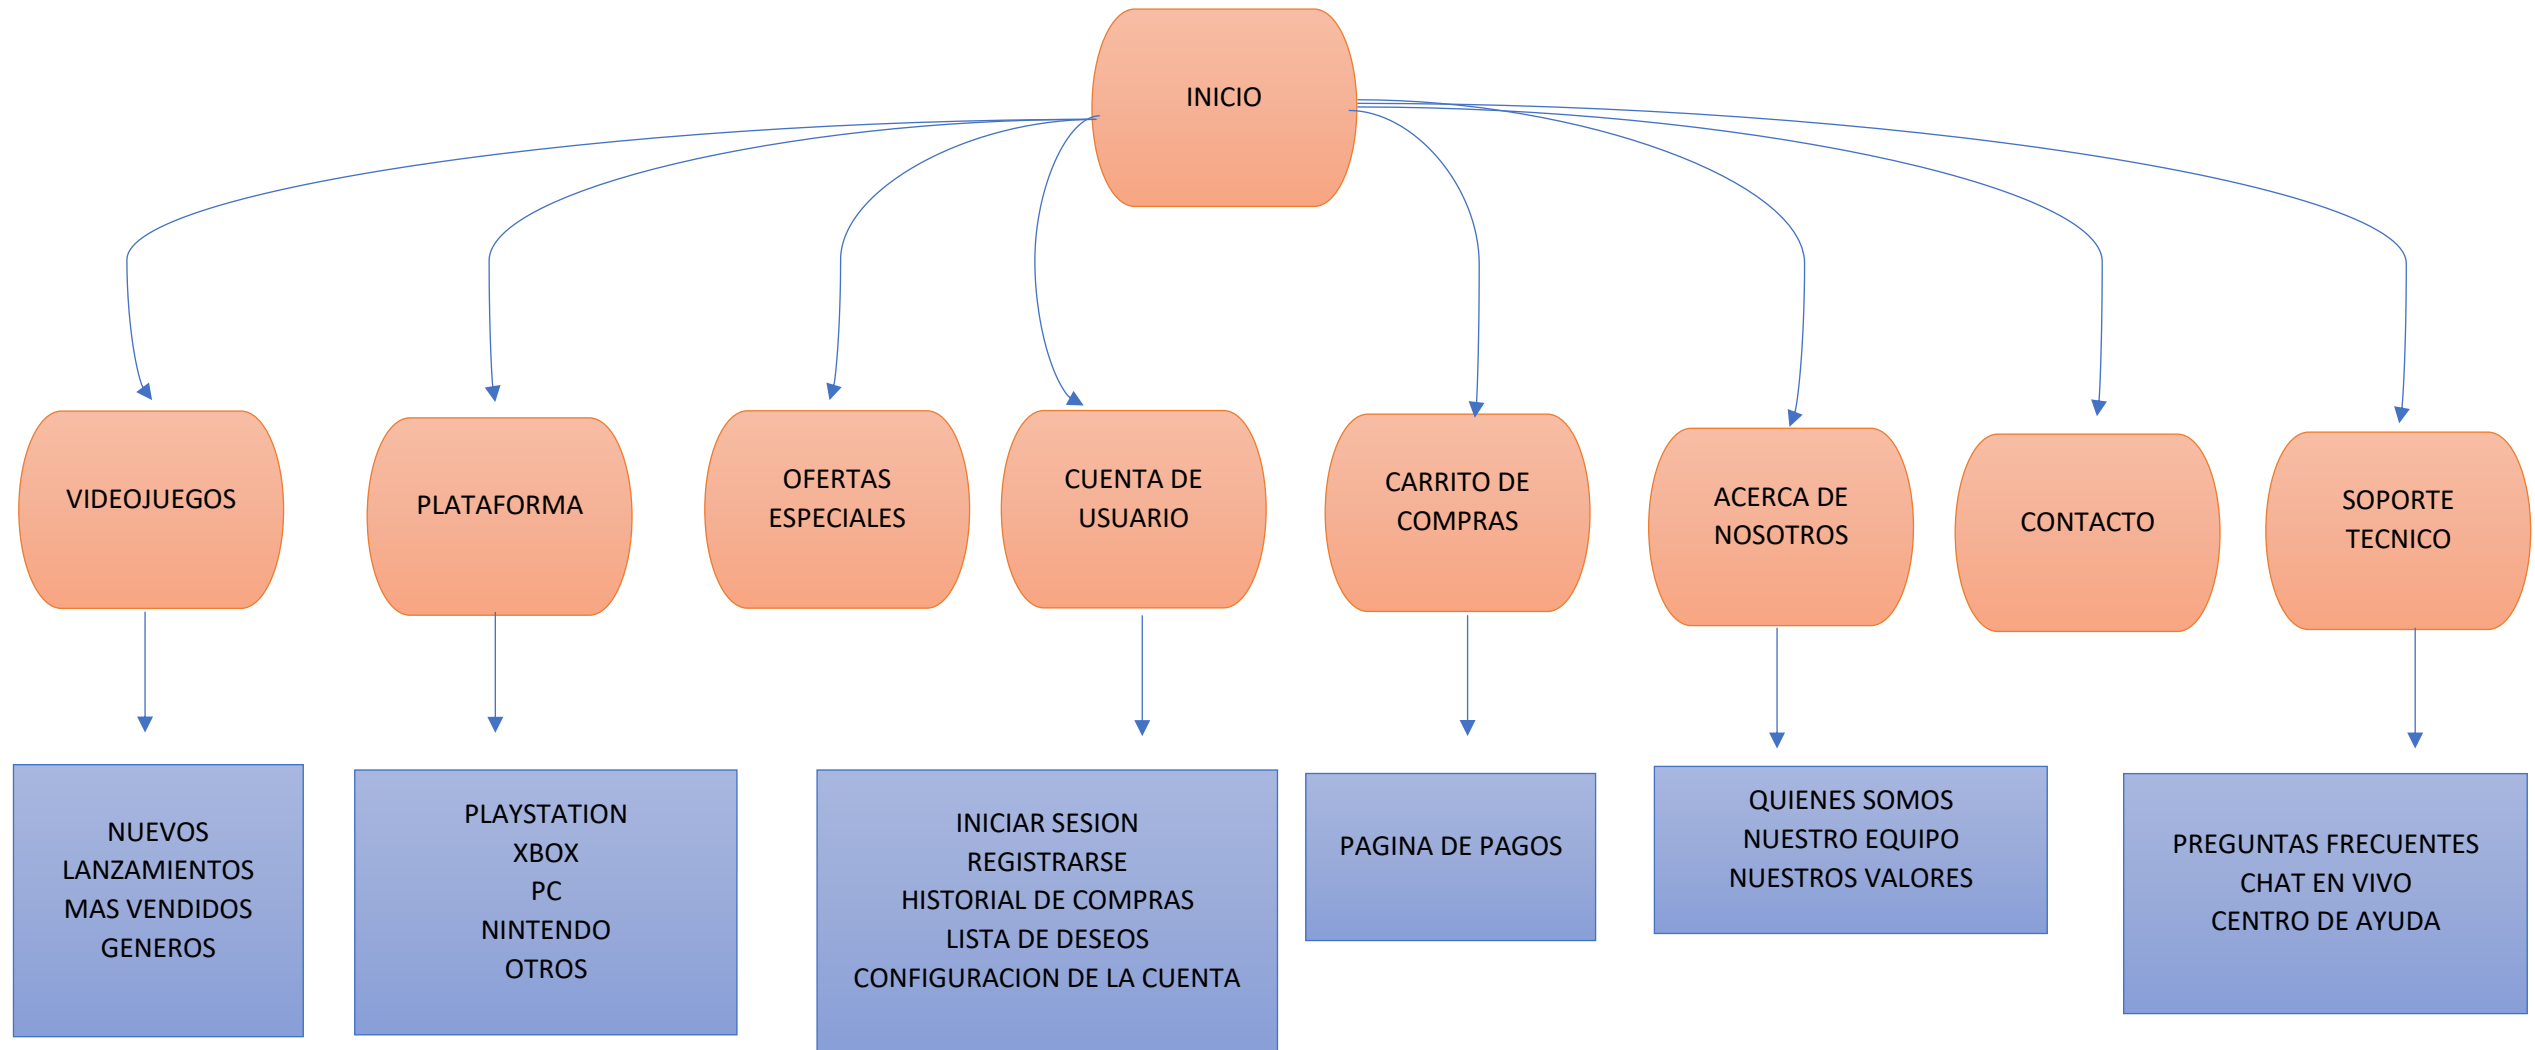 INICIO
VIDEOJUEGOS
PLATAFORMA
OFERTAS
ESPECIALES
CUENTA DE
USUARIO
CARRITO DE
COMPRAS
ACERCA DE
NOSOTROS
CONTACTO
SOPORTE
TECNICO
NUEVOS
LANZAMIENTOS
MAS VENDIDOS
GENEROS
PLAYSTATION
XBOX
PC
NINTENDO
OTROS
INICIAR SESION
REGISTRARSE
HISTORIAL DE COMPRAS
LISTA DE DESEOS
CONFIGURACION DE LA CUENTA
PAGINA DE PAGOS
QUIENES SOMOS
NUESTRO EQUIPO
NUESTROS VALORES
PREGUNTAS FRECUENTES
CHAT EN VIVO
CENTRO DE AYUDA